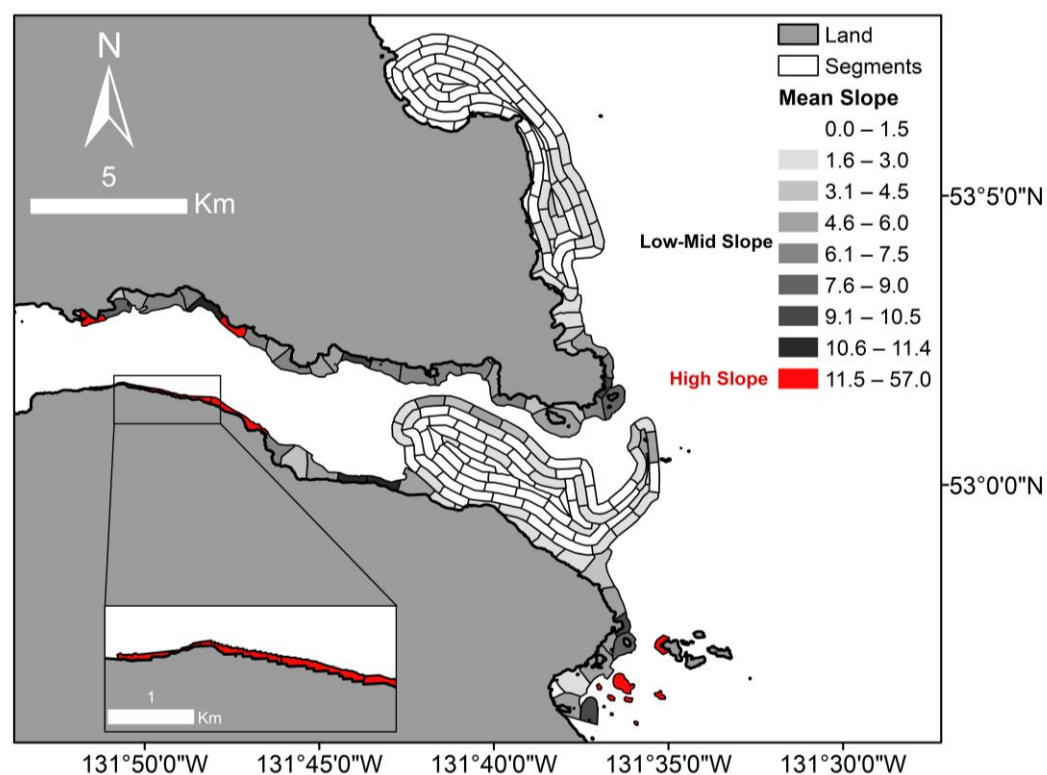 N
5
Km
Land
Segments
Mean Slope
0.0 – 1.5
1.6 – 3.0
3.1 – 4.5
4.6 – 6.0
Low-Mid Slope
6.1 – 7.5
7.6 – 9.0
9.1 – 10.5
10.6 – 11.4
High Slope
11.5 – 57.0
53°5'0"N
53°0'0"N
1
Km
131°50'0"W
131°45'0"W
131°40'0"W
131°35'0"W
131°30'0"W